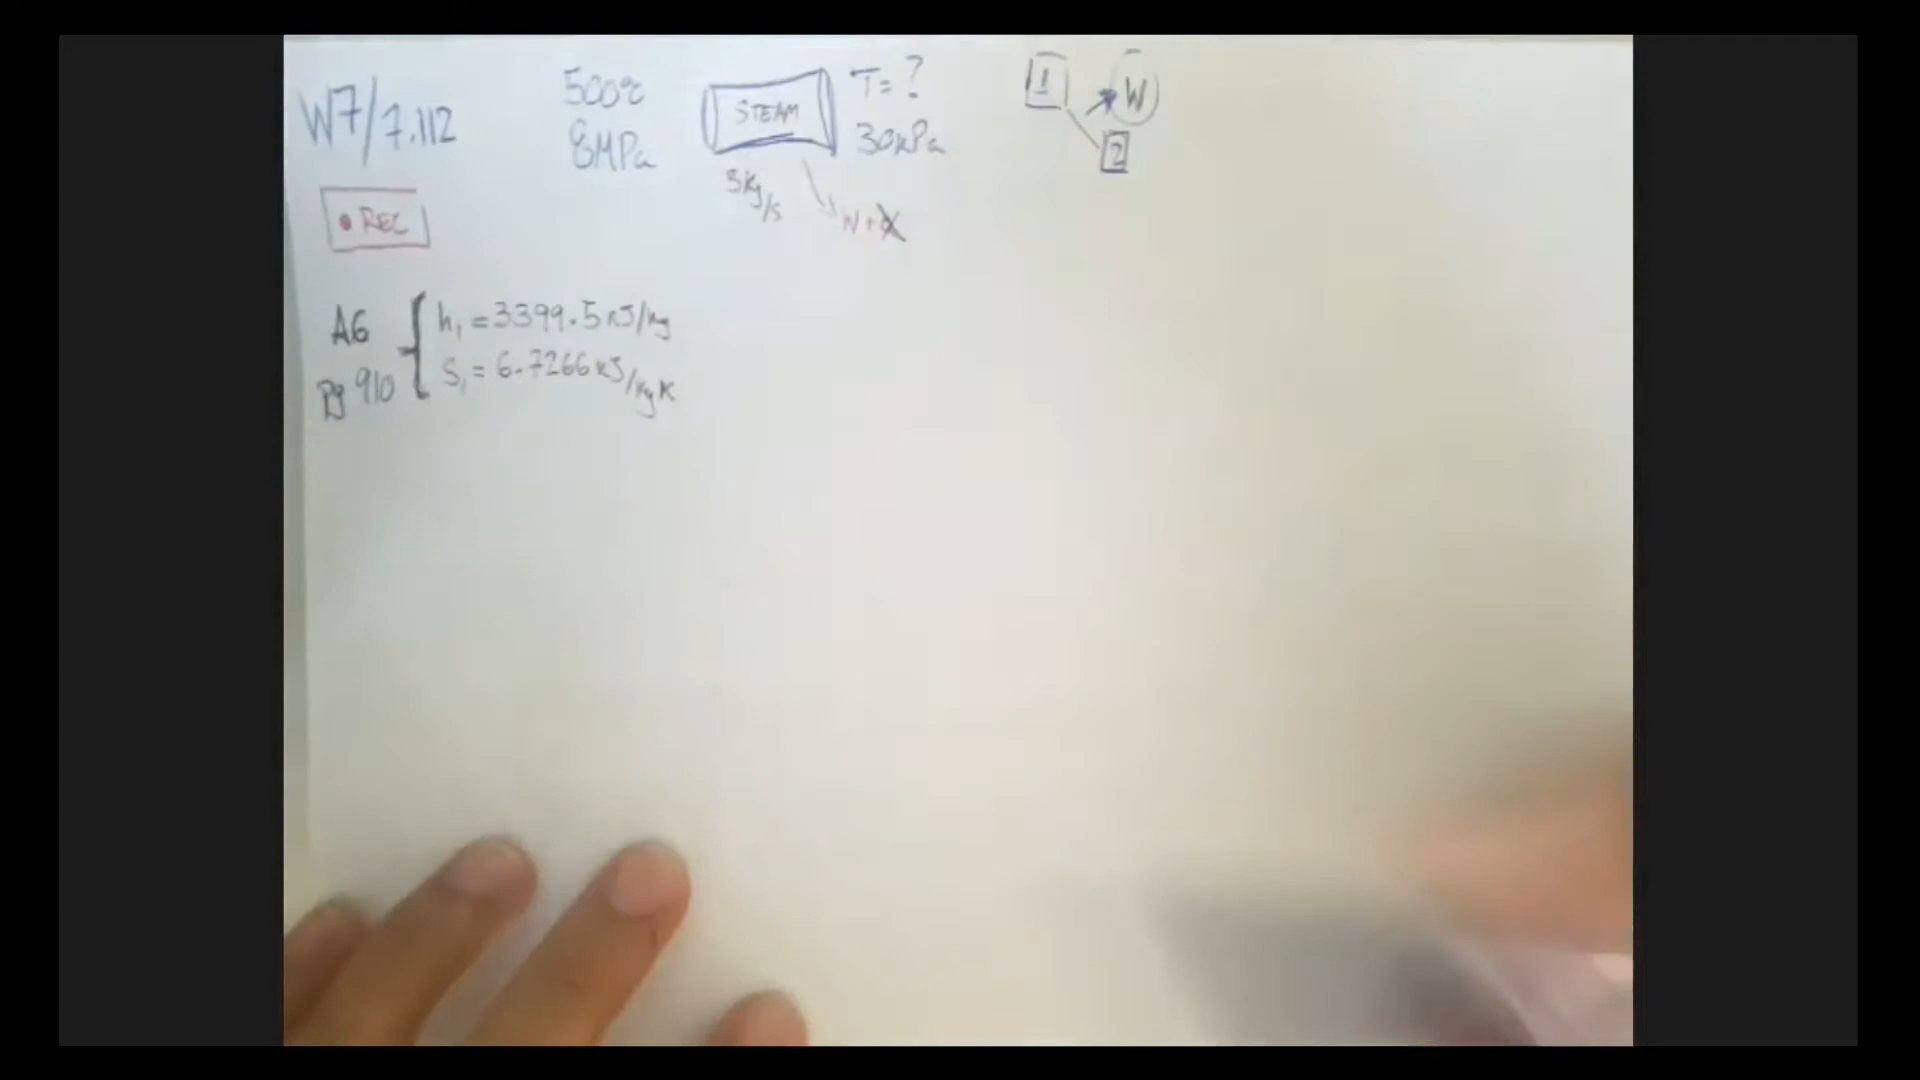 W7/7.112
• REC
500°C
8MPa
STEAM
3kg/s
T= ?
30kPa
W+Q
1
W
2
A6
Pg 910
h₁ = 3399.5 kJ/kg
S₁ = 6.7266 kJ/kgK